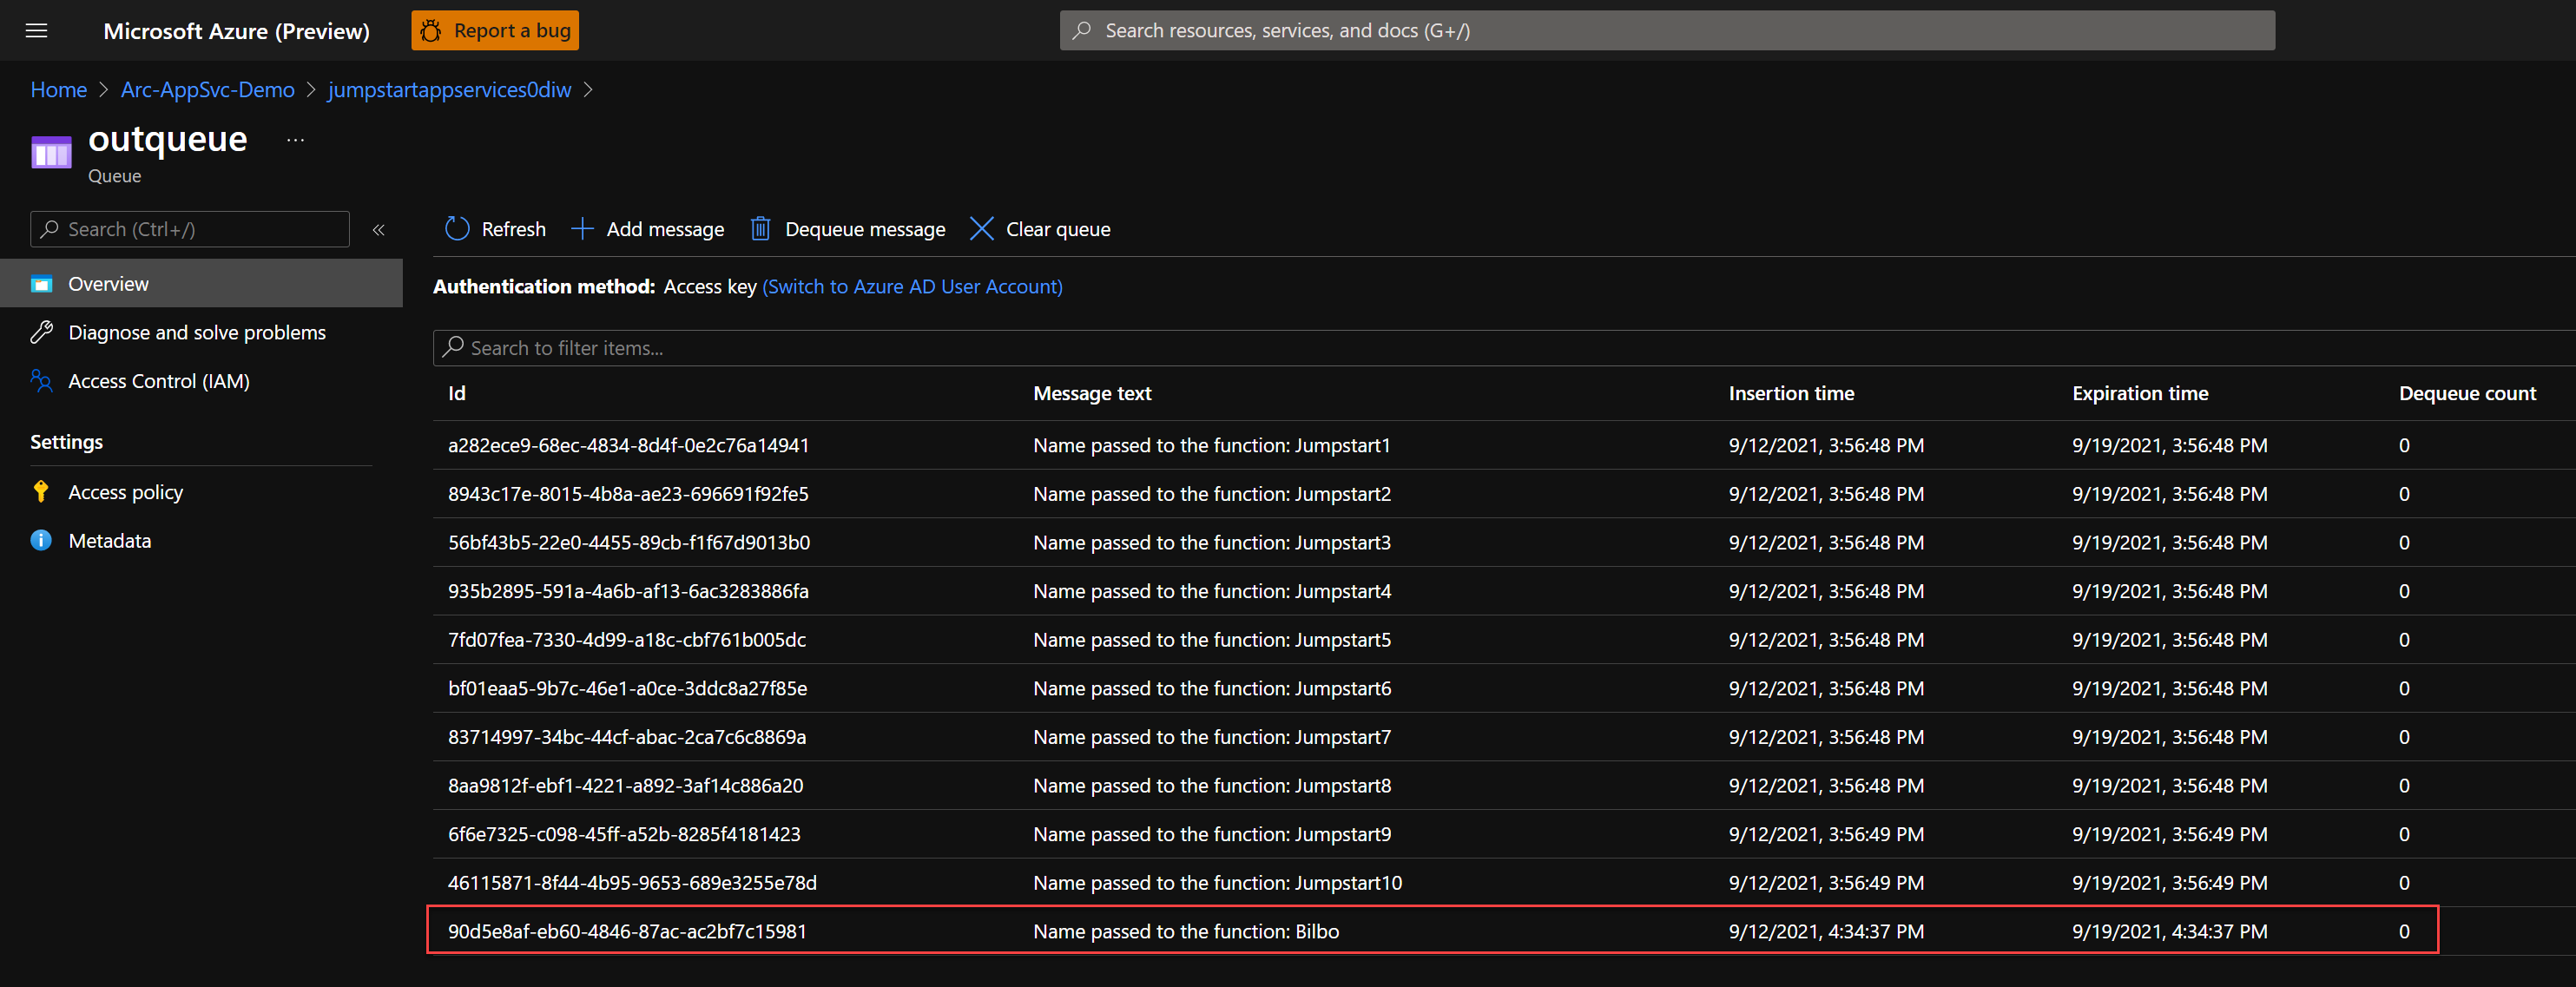 Microsoft Azure (Preview) Report a bug Search resources, services, and docs (G+/)
Home > Arc-AppSvc-Demo > jumpstartappservices0diw >
outqueue ...
Queue
Search (Ctrl+/) «
Refresh Add message Dequeue message Clear queue
Overview
Authentication method: Access key (Switch to Azure AD User Account)
Diagnose and solve problems
Search to filter items...
Access Control (IAM)
Id Message text Insertion time Expiration time Dequeue count
Settings
a282ece9-68ec-4834-8d4f-0e2c76a14941 Name passed to the function: Jumpstart1 9/12/2021, 3:56:48 PM 9/19/2021, 3:56:48 PM 0
Access policy
8943c17e-8015-4b8a-ae23-696691f92fe5 Name passed to the function: Jumpstart2 9/12/2021, 3:56:48 PM 9/19/2021, 3:56:48 PM 0
Metadata
56bf43b5-22e0-4455-89cb-f1f67d9013b0 Name passed to the function: Jumpstart3 9/12/2021, 3:56:48 PM 9/19/2021, 3:56:48 PM 0
935b2895-591a-4a6b-af13-6ac3283886fa Name passed to the function: Jumpstart4 9/12/2021, 3:56:48 PM 9/19/2021, 3:56:48 PM 0
7fd07fea-7330-4d99-a18c-cbf761b005dc Name passed to the function: Jumpstart5 9/12/2021, 3:56:48 PM 9/19/2021, 3:56:48 PM 0
bf01eaa5-9b7c-46e1-a0ce-3ddc8a27f85e Name passed to the function: Jumpstart6 9/12/2021, 3:56:48 PM 9/19/2021, 3:56:48 PM 0
83714997-34bc-44cf-abac-2ca7c6c8869a Name passed to the function: Jumpstart7 9/12/2021, 3:56:48 PM 9/19/2021, 3:56:48 PM 0
8aa9812f-ebf1-4221-a892-3af14c886a20 Name passed to the function: Jumpstart8 9/12/2021, 3:56:48 PM 9/19/2021, 3:56:48 PM 0
6f6e7325-c098-45ff-a52b-8285f4181423 Name passed to the function: Jumpstart9 9/12/2021, 3:56:49 PM 9/19/2021, 3:56:49 PM 0
46115871-8f44-4b95-9653-689e3255e78d Name passed to the function: Jumpstart10 9/12/2021, 3:56:49 PM 9/19/2021, 3:56:49 PM 0
90d5e8af-eb60-4846-87ac-ac2bf7c15981 Name passed to the function: Bilbo 9/12/2021, 4:34:37 PM 9/19/2021, 4:34:37 PM 0